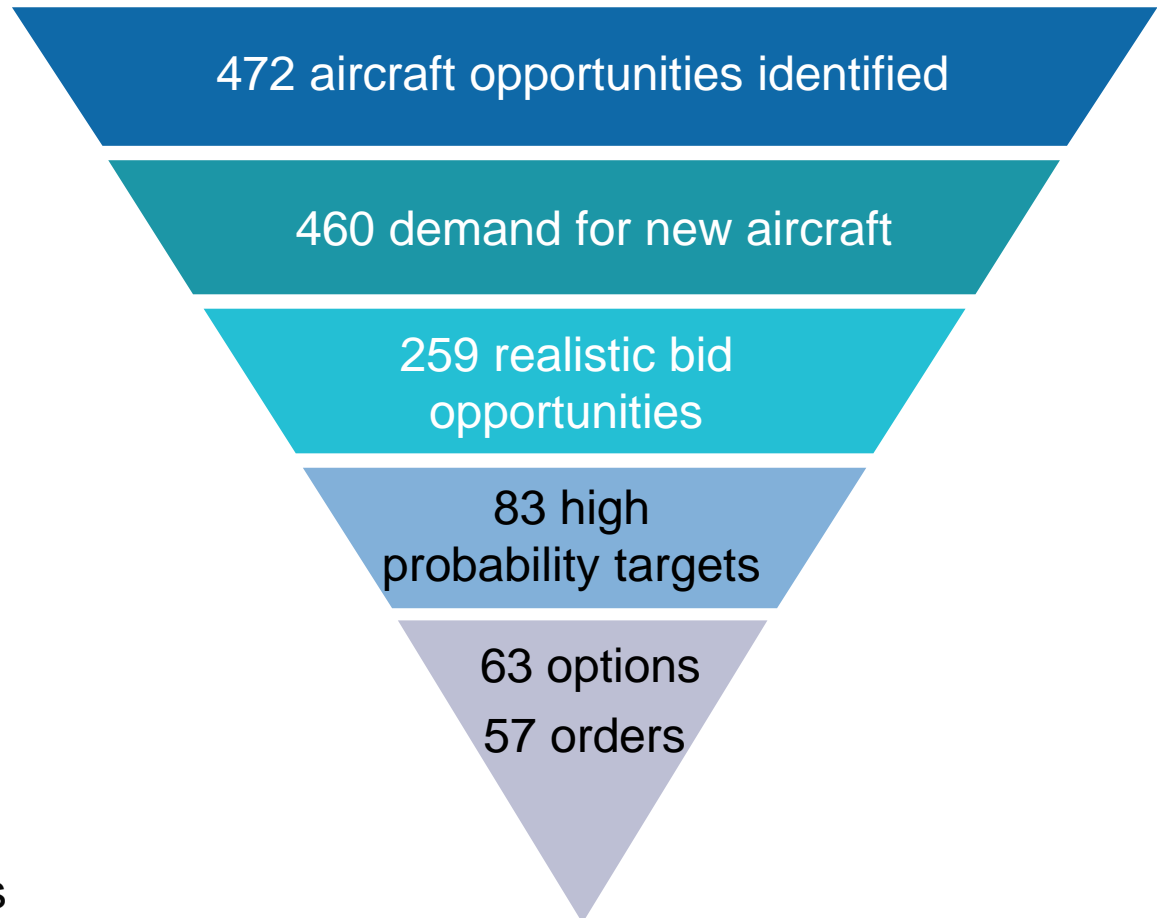 472 aircraft opportunities identified
460 demand for new aircraft
259 realistic bid
opportunities
83 high
probability targets
63 options
57 orders
s